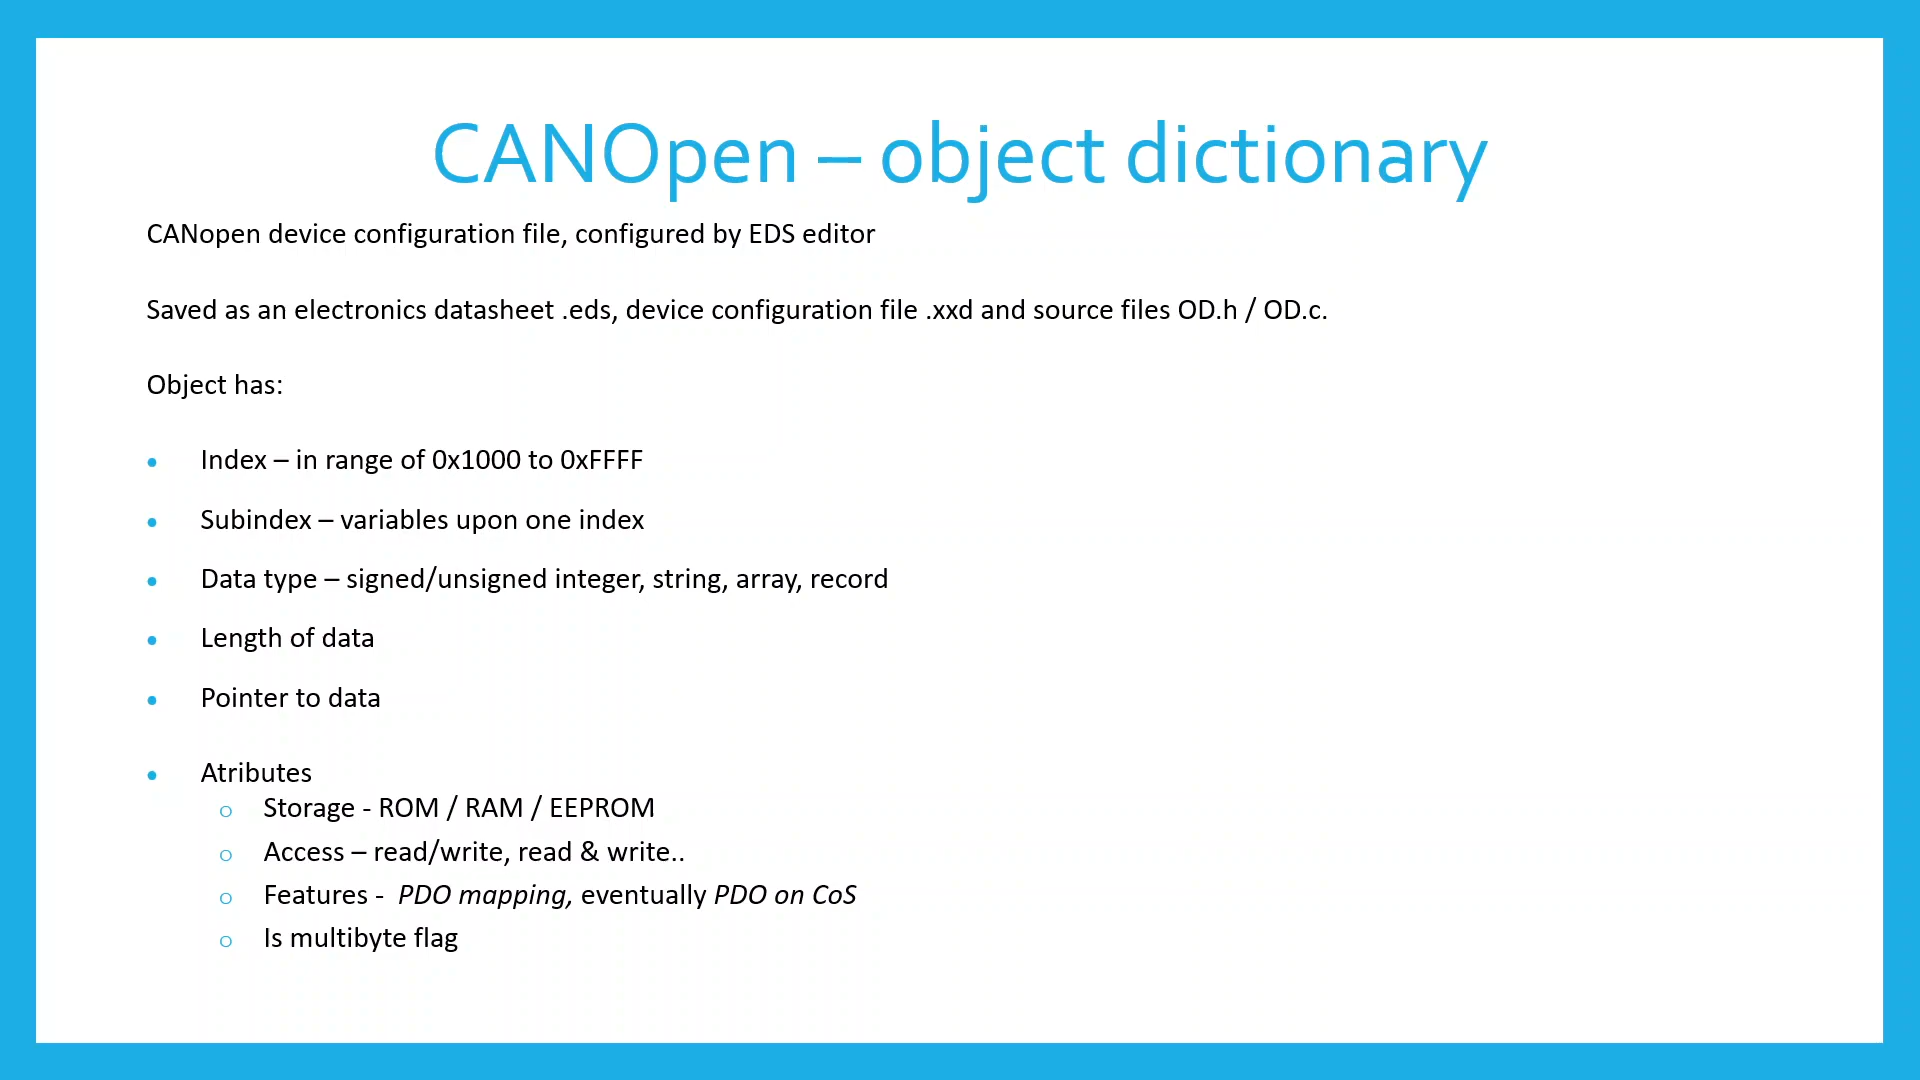 CANOpen – object dictionary
CANopen device configuration file, configured by EDS editor
Saved as an electronics datasheet .eds, device configuration file .xxd and source files OD.h / OD.c.
Object has:
• Index – in range of 0x1000 to 0xFFFF
• Subindex – variables upon one index
• Data type – signed/unsigned integer, string, array, record
• Length of data
• Pointer to data
• Atributes
o Storage - ROM / RAM / EEPROM
o Access – read/write, read & write..
o Features - PDO mapping, eventually PDO on CoS
o Is multibyte flag